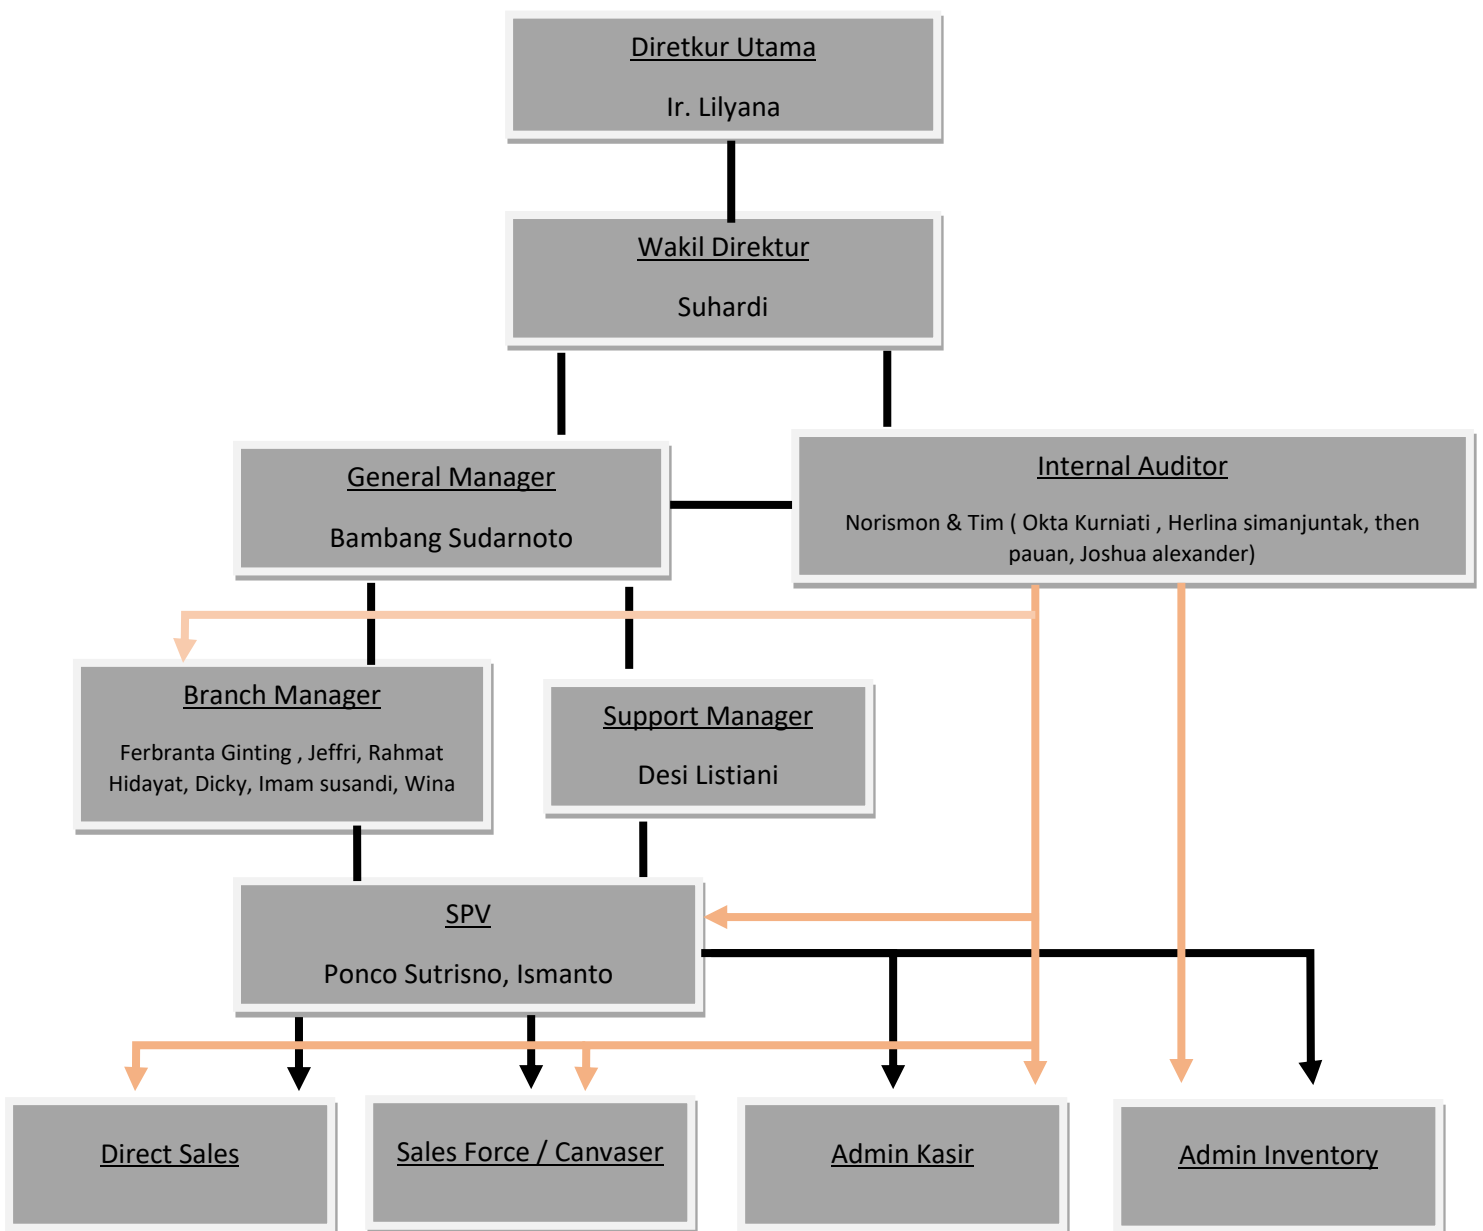 Diretkur Utama
Ir. Lilyana
Wakil Direktur
Suhardi
General Manager
Bambang Sudarnoto
Internal Auditor
Norismon & Tim ( Okta Kurniati , Herlina simanjuntak, then
pauan, Joshua alexander)
Branch Manager
Ferbranta Ginting , Jeffri, Rahmat
Hidayat, Dicky, Imam susandi, Wina
Support Manager
Desi Listiani
SPV
Ponco Sutrisno, Ismanto
Direct Sales
Sales Force / Canvaser
Admin Kasir
Admin Inventory